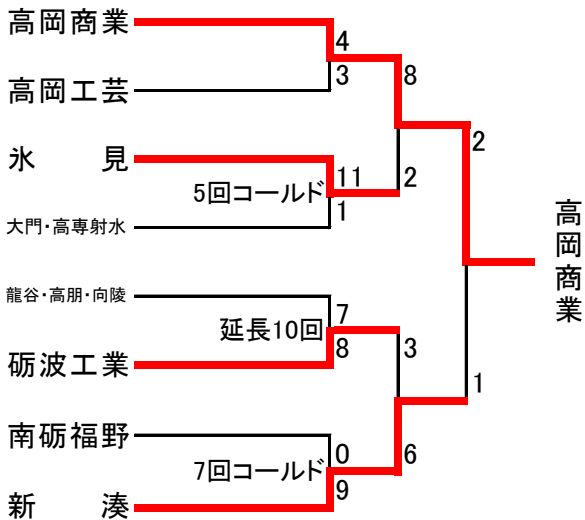 高岡商業
4
3
8
高岡工芸
2
氷　見
11
5回コールド
1
2
大門・高専射水
高岡商業
龍谷・高朋・向陵
7
延長10回
8
3
砺波工業
1
南砺福野
0
7回コールド
6
9
新　湊